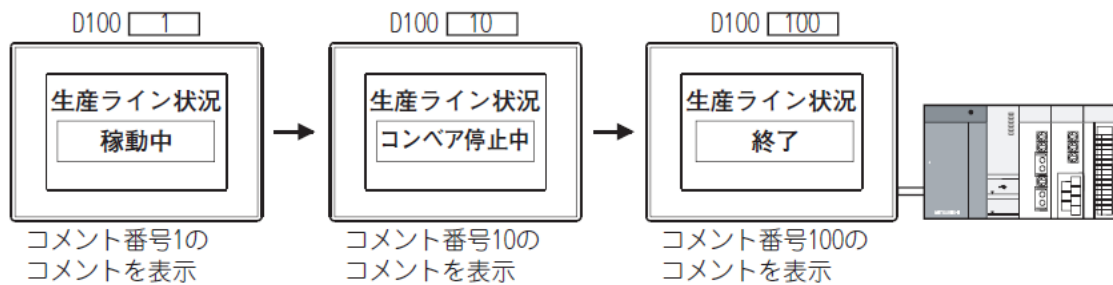 D100 1
D100 10
D100 100
生産ライン状況
稼動中
生産ライン状況
コンベア停止中
生産ライン状況
終了
コメント番号1の
コメントを表示
コメント番号10の
コメントを表示
コメント番号100の
コメントを表示